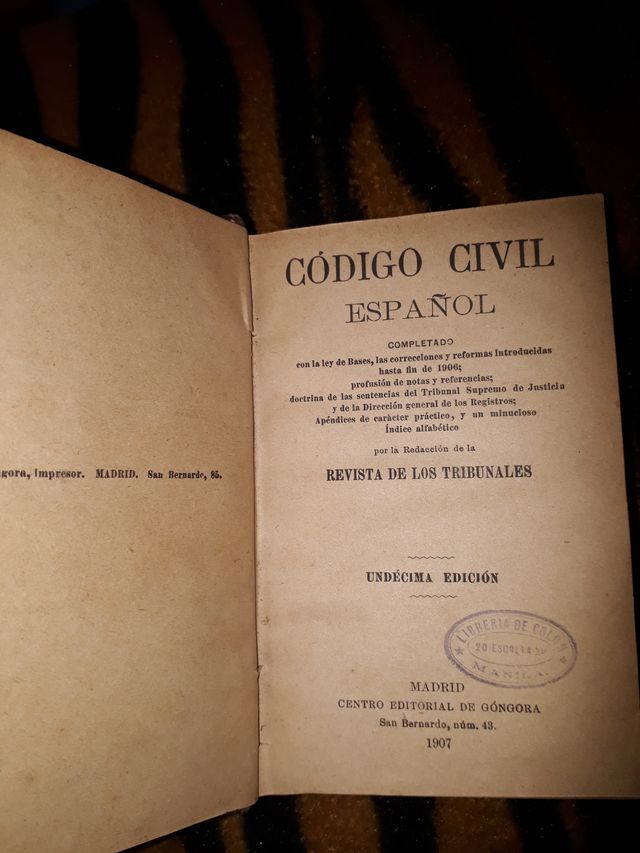 gora, impresor. MADRID. San Bernardo, 85.
CÓDIGO CIVIL
ESPAÑOL
COMPLETADO
con la ley de Bases, las correcciones y reformas introducidas
hasta fin de 1906;
profusión de notas y referencias;
doctrina de las sentencias del Tribunal Supremo de Justicia
y de la Dirección general de los Registros;
Apéndices de carácter práctico, y un minucioso
índice alfabético
por la Redacción de la
REVISTA DE LOS TRIBUNALES
UNDÉCIMA EDICIÓN
LIBRERIA DE COLON
20 ESCOLTA
MANILA.
MADRID
CENTRO EDITORIAL DE GÓNGORA
San Bernardo, núm. 43.
1907